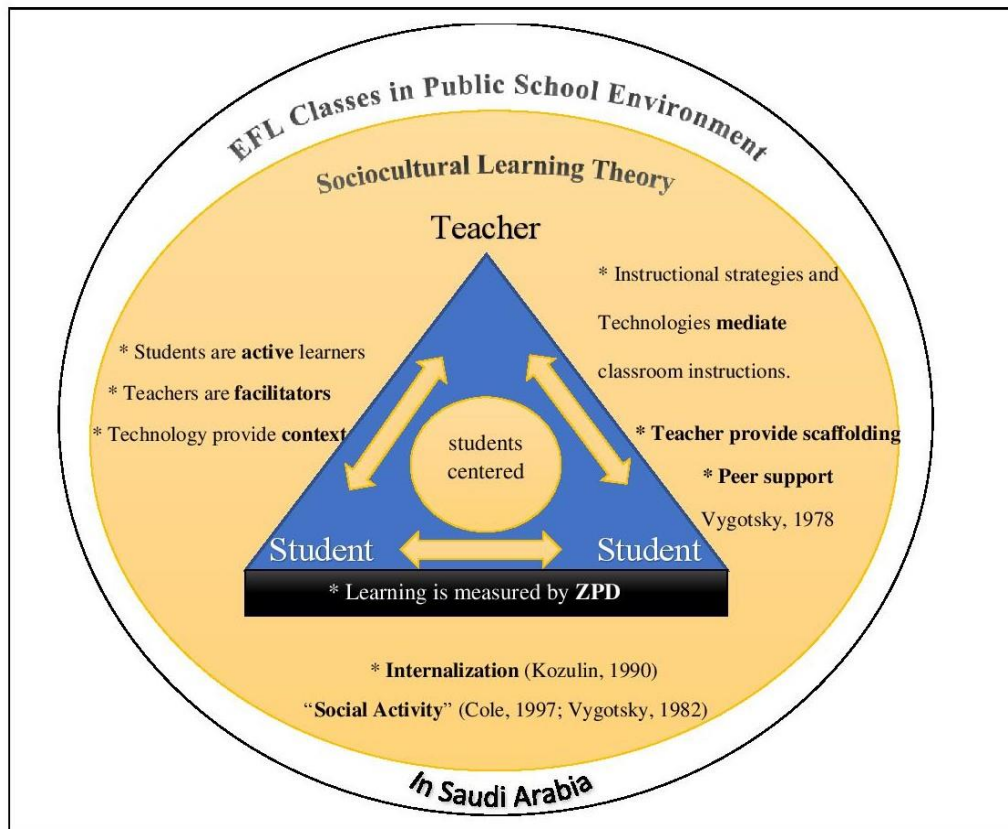 EFL Classes in Public School Environment
Sociocultural Learning Theory
Teacher
* Instructional strategies and
Technologies mediate
classroom instructions.
* Students are active learners
* Teachers are facilitators
* Technology provide context
students
centered
* Teacher provide scaffolding
* Peer support
Vygotsky, 1978
Student
Student
* Learning is measured by ZPD
* Internalization (Kozulin, 1990)
“Social Activity” (Cole, 1997; Vygotsky, 1982)
In Saudi Arabia